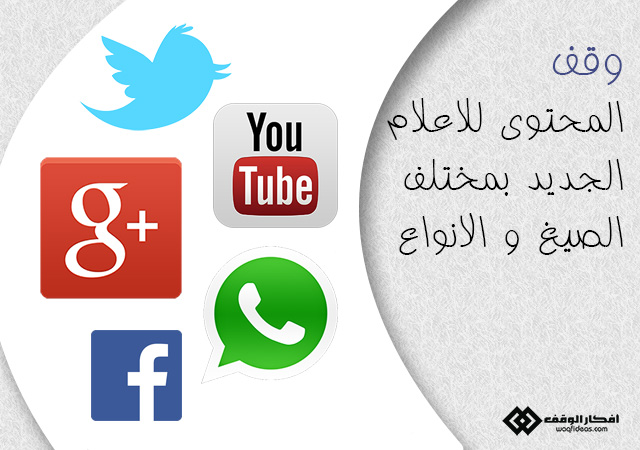 وقف
المحتوى للاعلام
الجديد بمختلف
الصيغ و الانواع
You
Tube
g+
f
افكار الوقف
waqfideas.com